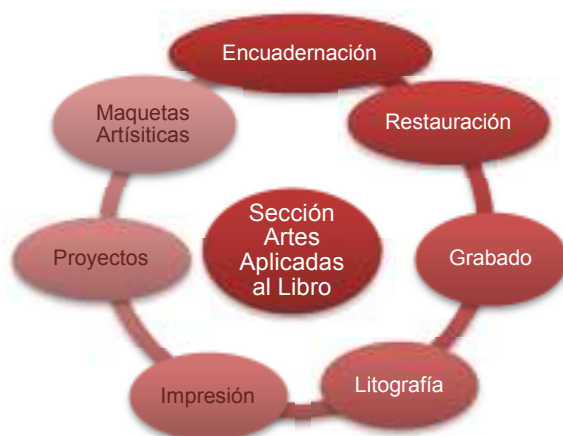 Encuadernación
Restauración
Grabado
Litografía
Impresión
Proyectos
Maquetas
Artísiticas
Sección
Artes
Aplicadas
al Libro